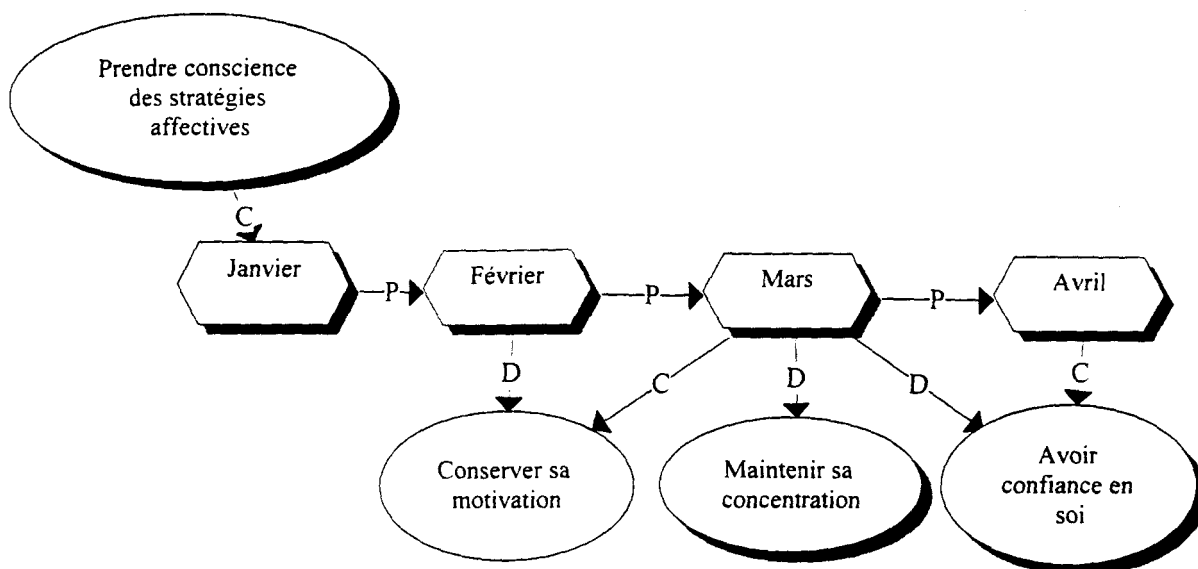 Prendre conscience
des stratégies
affectives
C
Janvier
P
Février
P
Mars
P
Avril
D
C
D
D
C
Conserver sa
motivation
Maintenir sa
concentration
Avoir
confiance en
soi